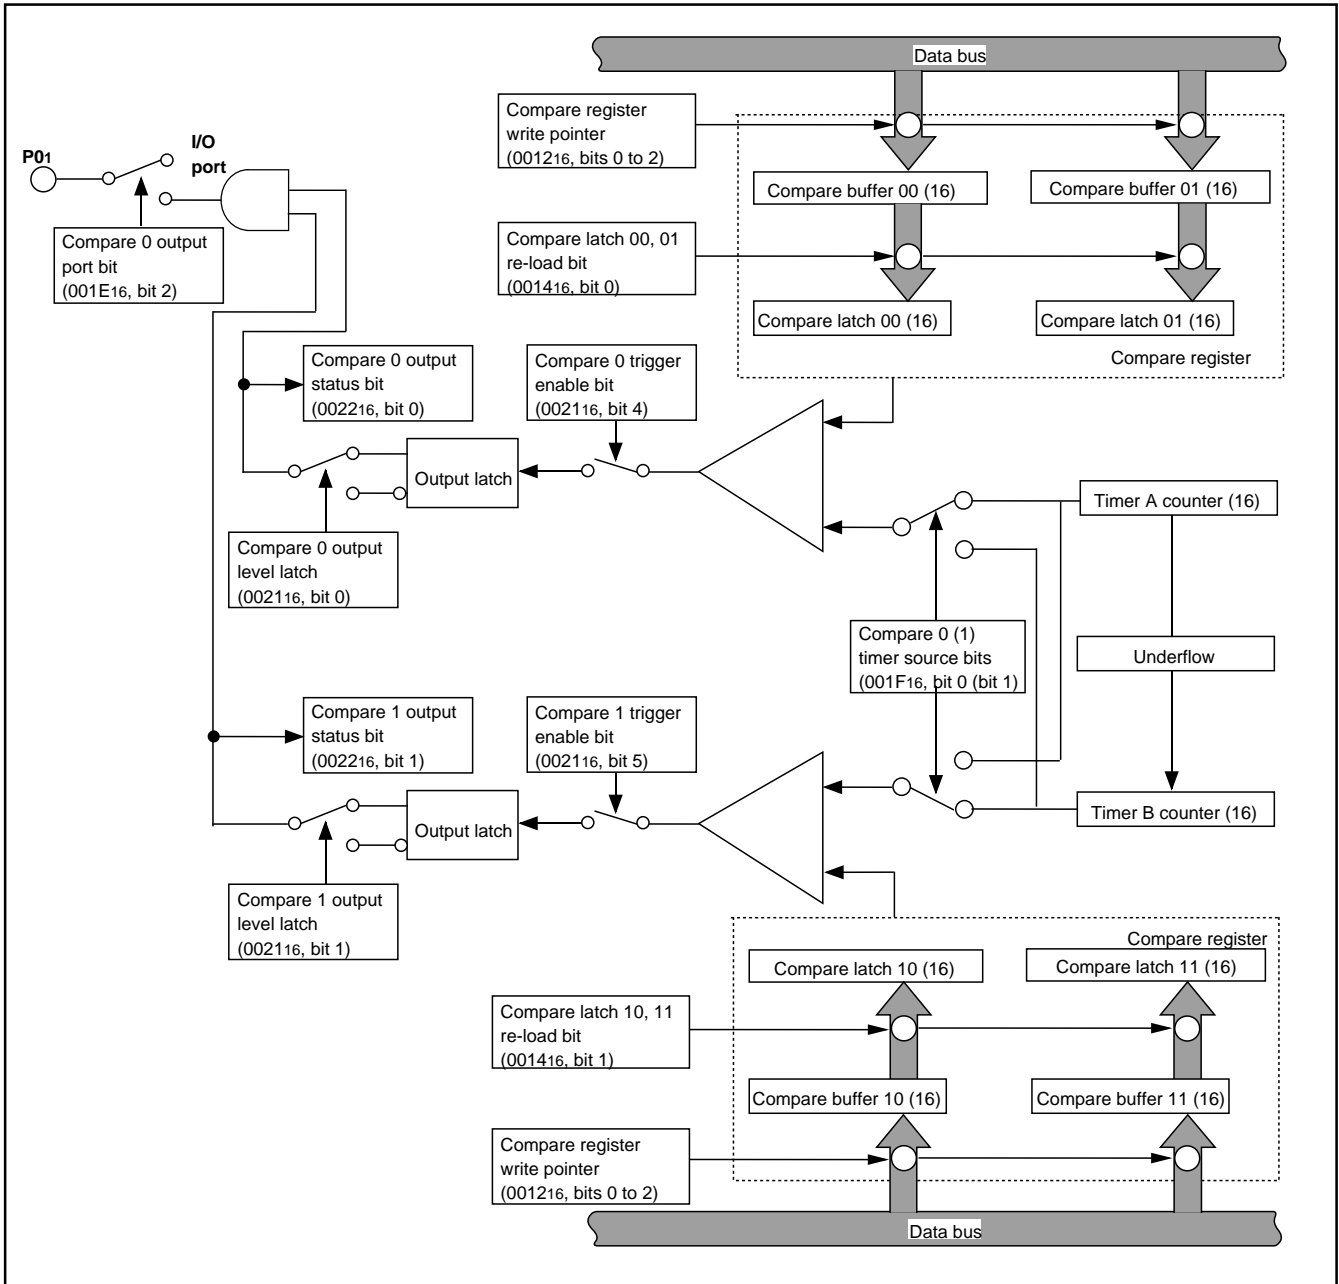 Data bus
Compare register
write pointer
(001216, bits 0 to 2)
I/O
port
P01
Compare buffer 00 (16)
Compare buffer 01 (16)
Compare 0 output
port bit
(001E16, bit 2)
Compare latch 00, 01
re-load bit
(001416, bit 0)
Compare latch 00 (16)
Compare latch 01 (16)
Compare register
Compare 0 output
status bit
(002216, bit 0)
Compare 0 trigger
enable bit
(002116, bit 4)
Output latch
Timer A counter (16)
Compare 0 output
level latch
(002116, bit 0)
Compare 0 (1)
timer source bits
(001F16, bit 0 (bit 1)
Underflow
Compare 1 output
status bit
(002216, bit 1)
Compare 1 trigger
enable bit
(002116, bit 5)
Output latch
Timer B counter (16)
Compare 1 output
level latch
(002116, bit 1)
Compare register
Compare latch 10 (16)
Compare latch 11 (16)
Compare latch 10, 11
re-load bit
(001416, bit 1)
Compare buffer 10 (16)
Compare buffer 11 (16)
Compare register
write pointer
(001216, bits 0 to 2)
Data bus